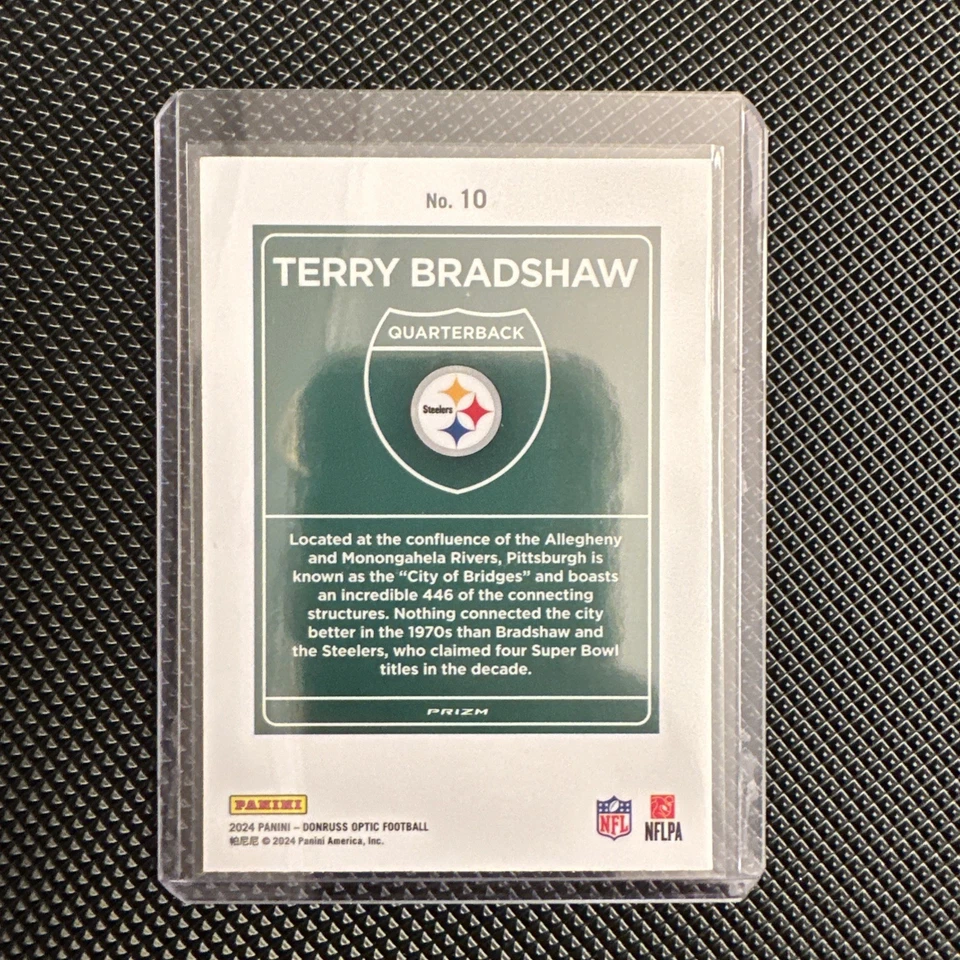 No. 10
TERRY BRADSHAW
QUARTERBACK
Steelers
Located at the confluence of the Allegheny
and Monongahela Rivers, Pittsburgh is
known as the “City of Bridges” and boasts
an incredible 446 of the connecting
structures. Nothing connected the city
better in the 1970s than Bradshaw and
the Steelers, who claimed four Super Bowl
titles in the decade.
PRIZM
PANINI
2024 PANINI – DONRUSS OPTIC FOOTBALL
帕尼尼 © 2024 Panini America, Inc.
NFL
NFLPA